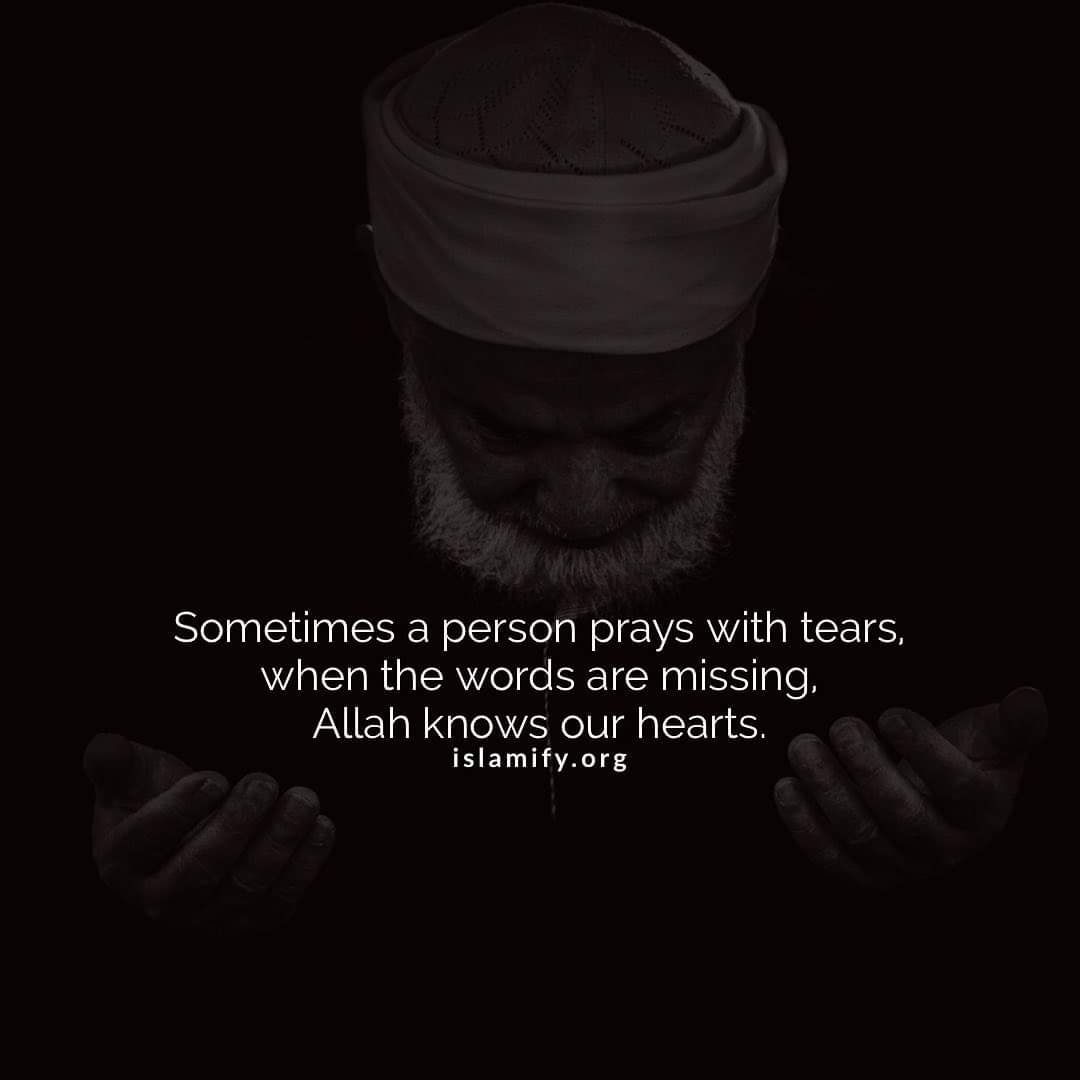 Sometimes a person prays with tears,
when the words are missing,
Allah knows our hearts.
islamify.org